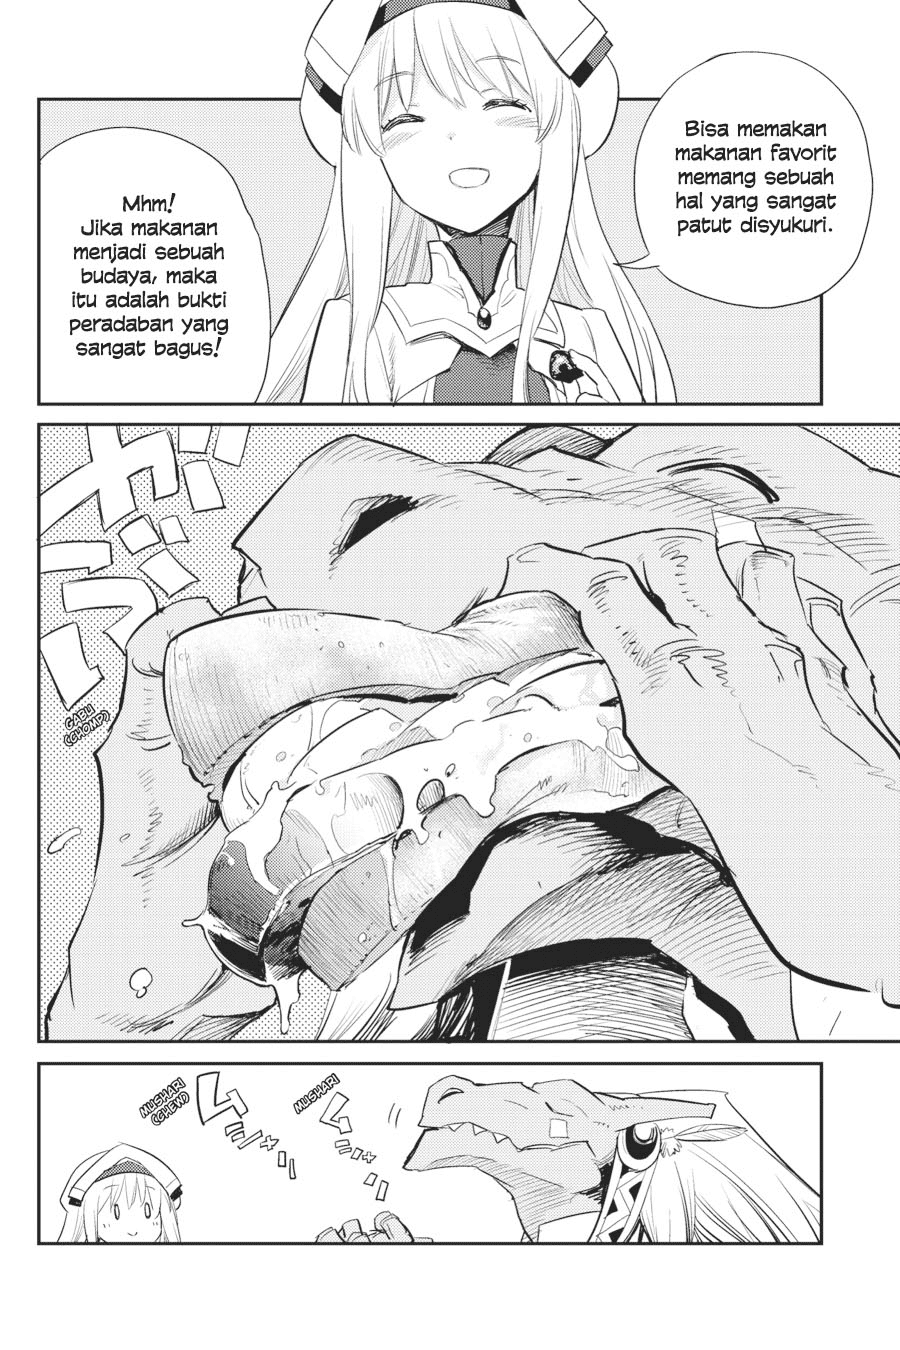 Bisa memakan
makanan favorit
memang sebuah
hal yang sangat
patut disyukuri.
Mhm!
Jika makanan
menjadi sebuah
budaya, maka
itu adalah bukti
peradaban yang
sangat bagus!
GABU
(CHOMP)
MUSHARI
MUSHARI
(CHEW)